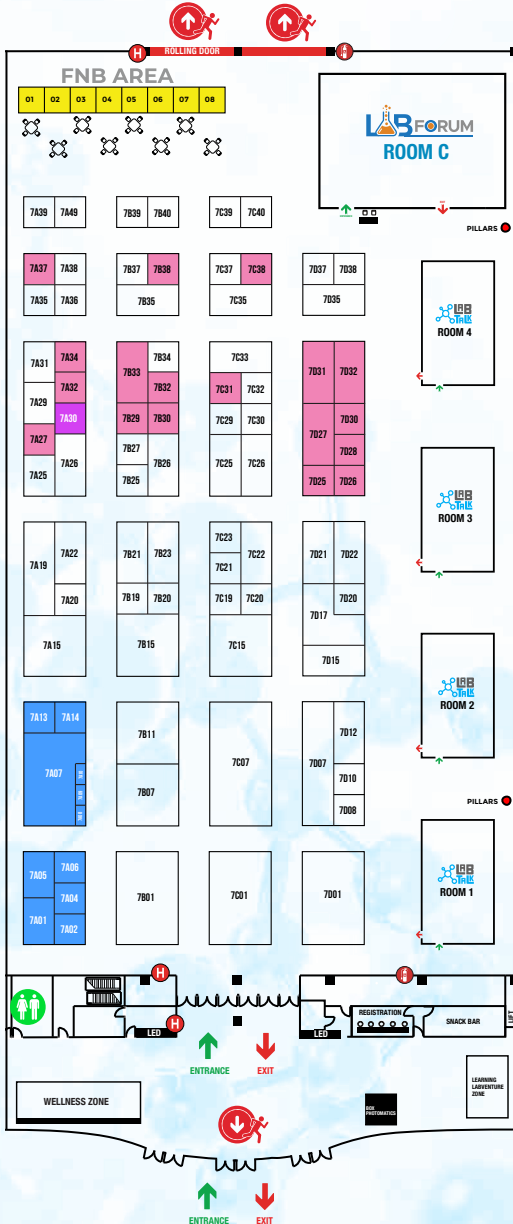 H
ROLLING DOOR
FNB AREA
01 02 03 04 05 06 07 08
LAB FORUM
ROOM C
7A39 7A49 7B39 7B40 7C39 7C40
PILLARS
7A37 7A38 7B37 7B38 7C37 7C38 7D37 7D38
7A35 7A36 7B35 7C35 7D35
LAB TALK
ROOM 4
7A31 7A34 7B33 7B34 7C33 7D31 7D32
7A32 7B32 7C31 7C32
7A29 7A30 7B29 7B30 7C29 7C30 7D27 7D30
7A27 7B27 7D28
7A25 7A26 7B25 7B26 7C25 7C26 7D25 7D26
LAB TALK
ROOM 3
7A19 7A22 7B21 7B23 7C23 7C22 7D21 7D22
7C21
7A20 7B19 7B20 7C19 7C20 7D17 7D20
7A15 7B15 7C15 7D15
LAB TALK
ROOM 2
7A13 7A14 7B11 7C07 7D07 7D12
7A07 7B07 7D10
7D08
PILLARS
LAB TALK
ROOM 1
7A05 7A06 7B01 7C01 7D01
7A04
7A01 7A02
H
H
LED
LED
REGISTRATION
SNACK BAR
LIFT
ENTRANCE EXIT
WELLNESS ZONE
BOX
PHOTOMATICS
LEARNING
LABVENTURE
ZONE
ENTRANCE EXIT